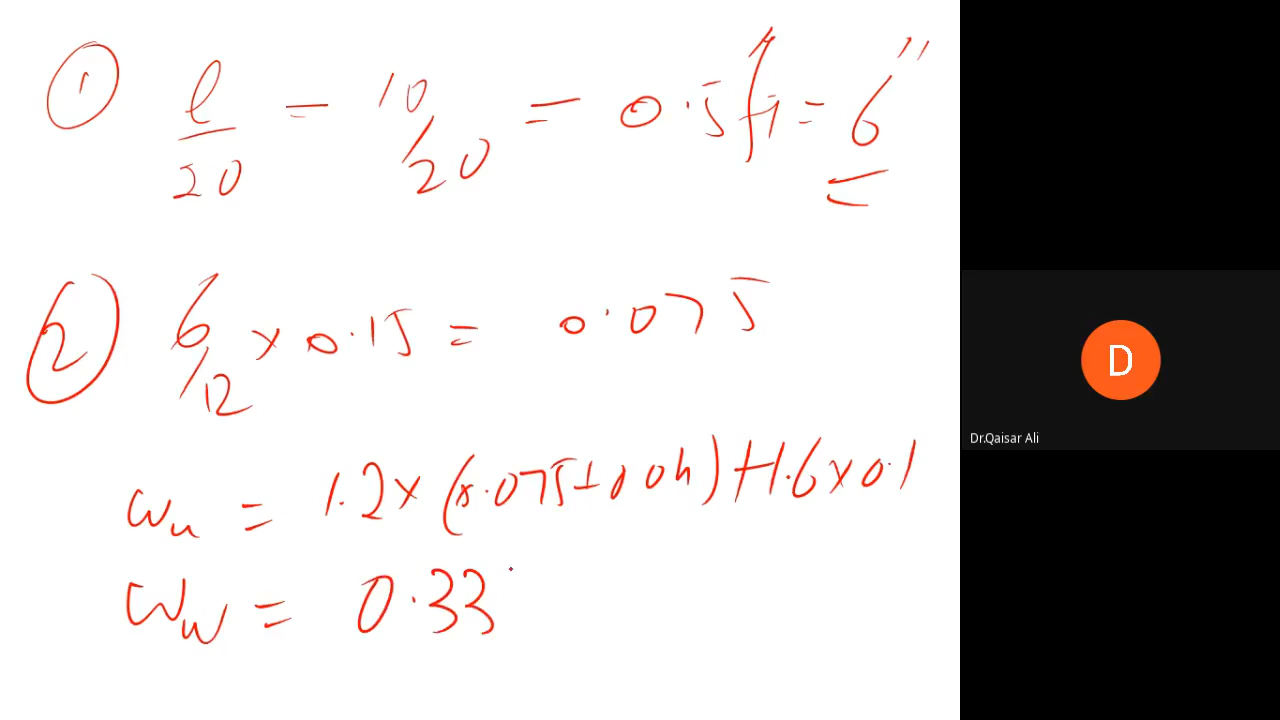 ① l/20 = 10/20 = 0.5 ft = 6"
② 6/12 × 0.15 = 0.075
Wu = 1.2 × (0.075 + 0.04) + 1.6 × 0.1
Wu = 0.33
D
Dr.Qaisar Ali